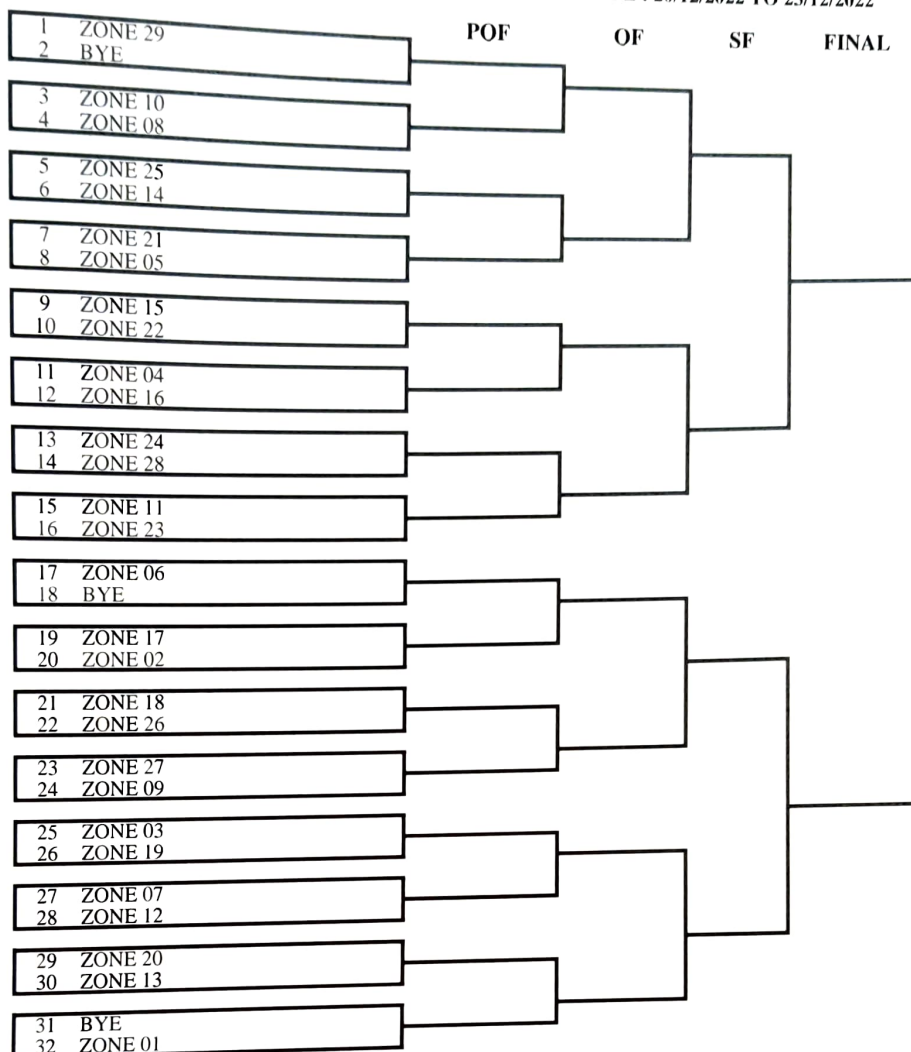 TO 23/12/2022
POF OF SF FINAL
1 ZONE 29
2 BYE
3 ZONE 10
4 ZONE 08
5 ZONE 25
6 ZONE 14
7 ZONE 21
8 ZONE 05
9 ZONE 15
10 ZONE 22
11 ZONE 04
12 ZONE 16
13 ZONE 24
14 ZONE 28
15 ZONE 11
16 ZONE 23
17 ZONE 06
18 BYE
19 ZONE 17
20 ZONE 02
21 ZONE 18
22 ZONE 26
23 ZONE 27
24 ZONE 09
25 ZONE 03
26 ZONE 19
27 ZONE 07
28 ZONE 12
29 ZONE 20
30 ZONE 13
31 BYE
32 ZONE 01